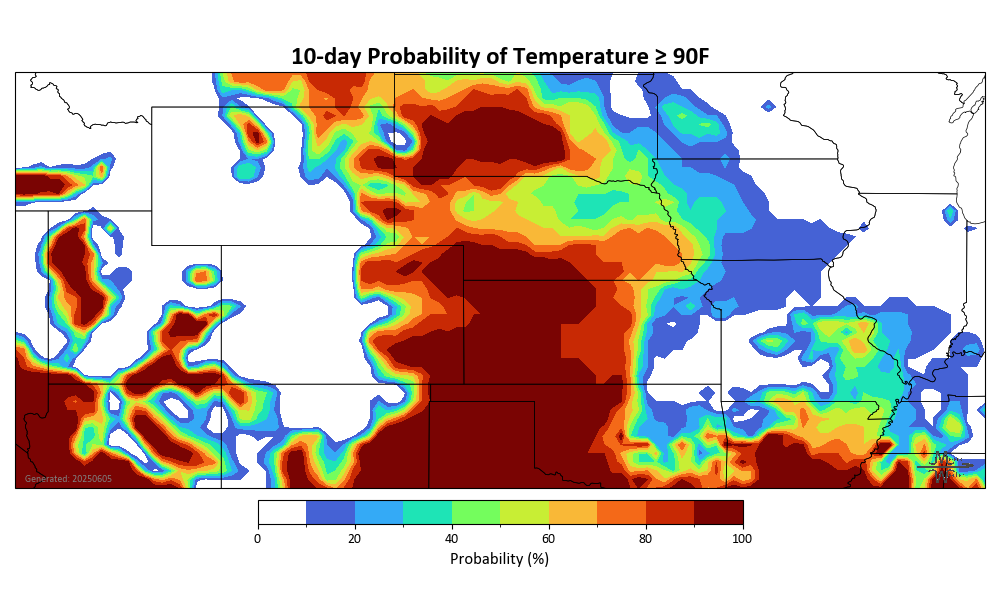 10-day Probability of Temperature ≥ 90F
Generated: 20250605
0 20 40 60 80 100
Probability (%)